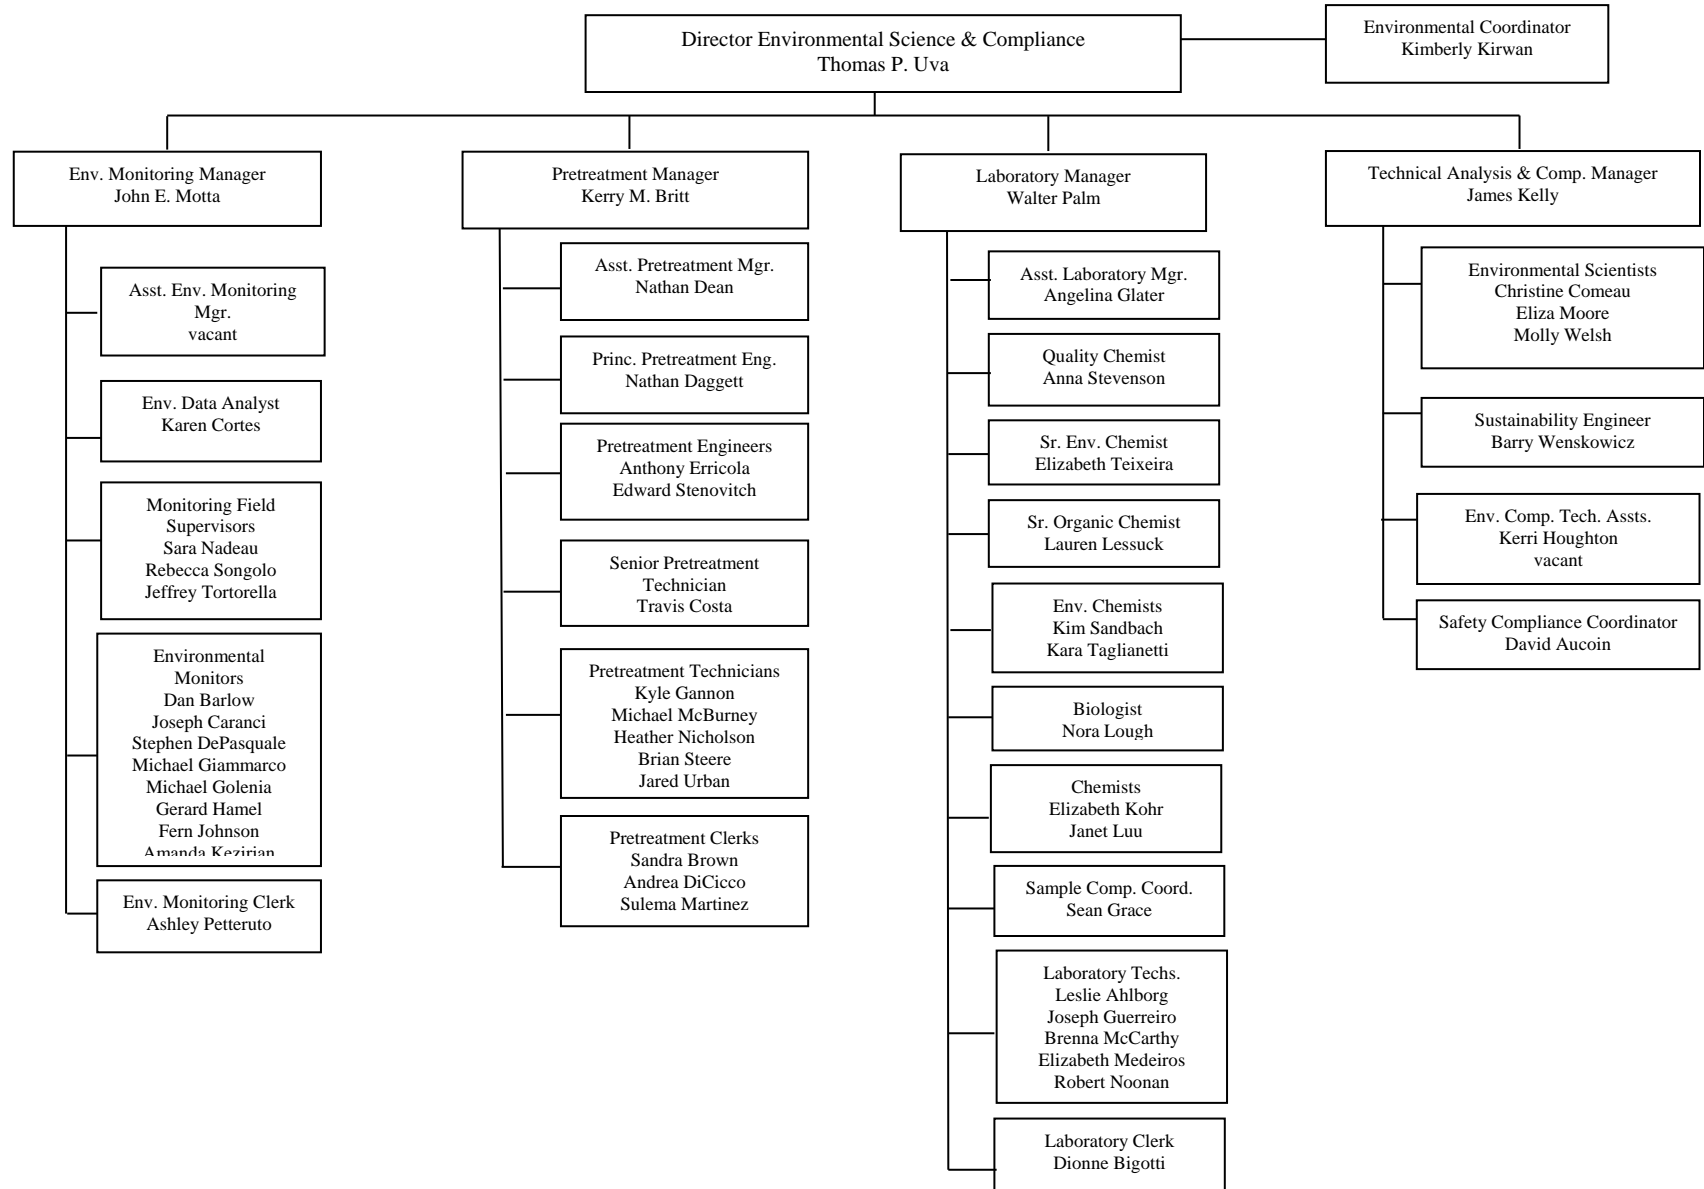 Director Environmental Science & Compliance
Thomas P. Uva
Environmental Coordinator
Kimberly Kirwan
Env. Monitoring Manager
John E. Motta
Asst. Env. Monitoring
Mgr.
vacant
Env. Data Analyst
Karen Cortes
Monitoring Field
Supervisors
Sara Nadeau
Rebecca Songolo
Jeffrey Tortorella
Environmental
Monitors
Dan Barlow
Joseph Caranci
Stephen DePasquale
Michael Giammarco
Michael Golenia
Gerard Hamel
Fern Johnson
Amanda Kezirian
Env. Monitoring Clerk
Ashley Petteruto
Pretreatment Manager
Kerry M. Britt
Asst. Pretreatment Mgr.
Nathan Dean
Princ. Pretreatment Eng.
Nathan Daggett
Pretreatment Engineers
Anthony Erricola
Edward Stenovitch
Senior Pretreatment
Technician
Travis Costa
Pretreatment Technicians
Kyle Gannon
Michael McBurney
Heather Nicholson
Brian Steere
Jared Urban
Pretreatment Clerks
Sandra Brown
Andrea DiCicco
Sulema Martinez
Laboratory Manager
Walter Palm
Asst. Laboratory Mgr.
Angelina Glater
Quality Chemist
Anna Stevenson
Sr. Env. Chemist
Elizabeth Teixeira
Sr. Organic Chemist
Lauren Lessuck
Env. Chemists
Kim Sandbach
Kara Taglianetti
Biologist
Nora Lough
Chemists
Elizabeth Kohr
Janet Luu
Sample Comp. Coord.
Sean Grace
Laboratory Techs.
Leslie Ahlborg
Joseph Guerreiro
Brenna McCarthy
Elizabeth Medeiros
Robert Noonan
Laboratory Clerk
Dionne Bigotti
Technical Analysis & Comp. Manager
James Kelly
Environmental Scientists
Christine Comeau
Eliza Moore
Molly Welsh
Sustainability Engineer
Barry Wenskowicz
Env. Comp. Tech. Assts.
Kerri Houghton
vacant
Safety Compliance Coordinator
David Aucoin